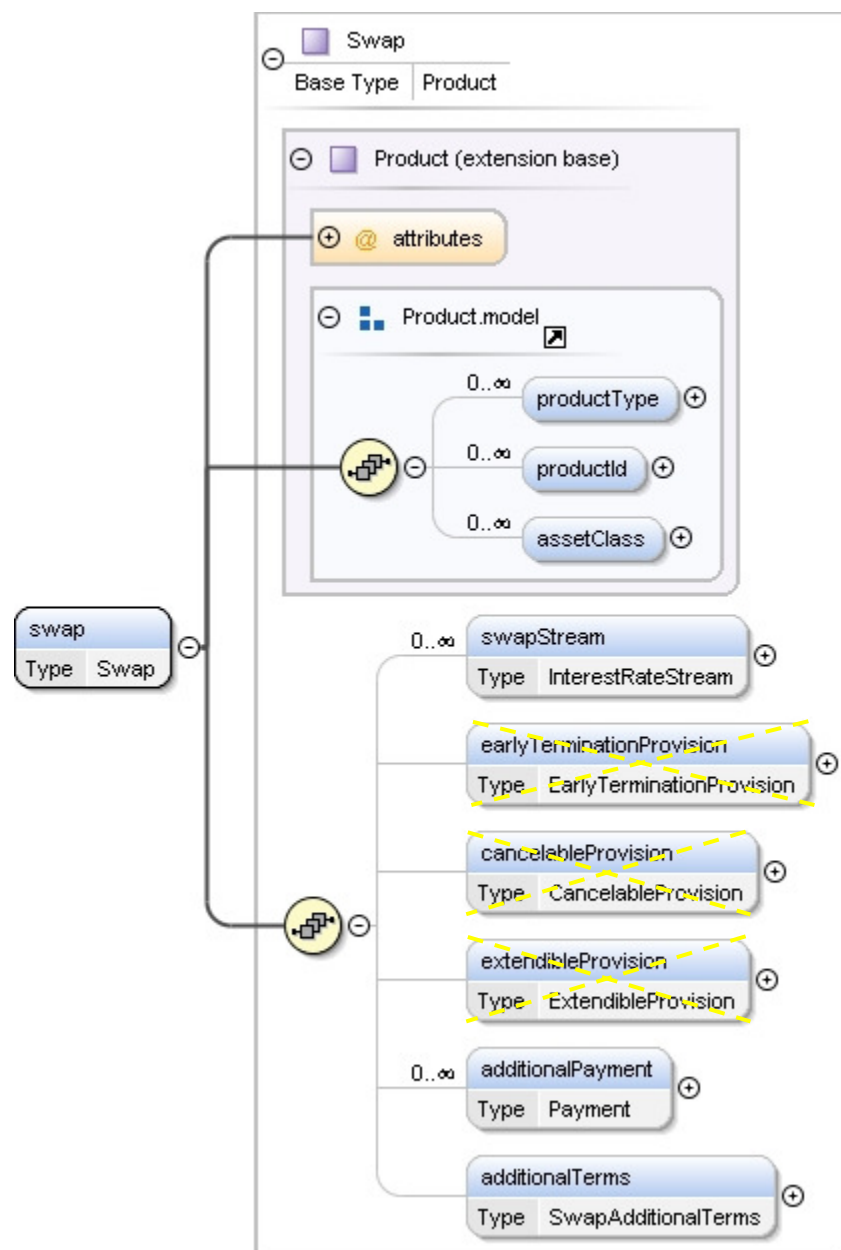 Swap
Base Type Product
Product (extension base)
@ attributes
Product.model
0..∞
productType
0..∞
productId
0..∞
assetClass
swap
Type Swap
0..∞
swapStream
Type InterestRateStream
earlyTerminationProvision
Type EarlyTerminationProvision
cancelableProvision
Type CancelableProvision
extendibleProvision
Type ExtendibleProvision
0..∞
additionalPayment
Type Payment
additionalTerms
Type SwapAdditionalTerms